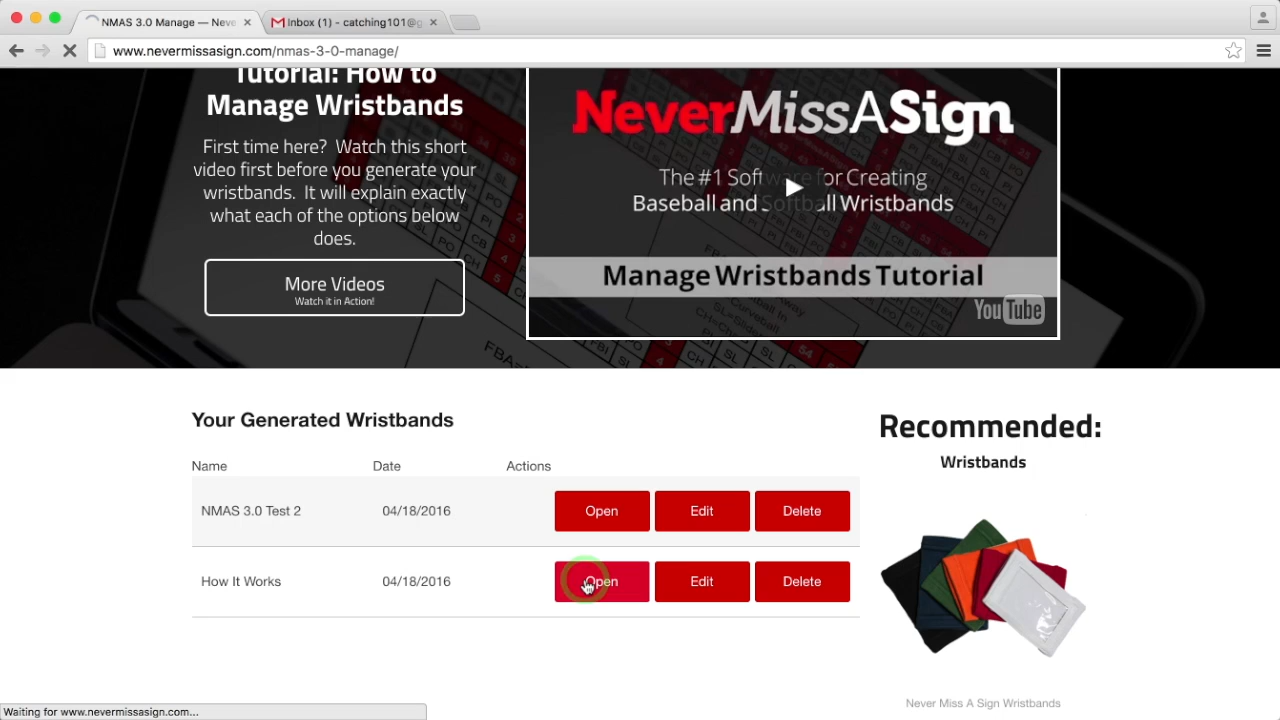 NMAS 3.0 Manage — Neve
Inbox (1) - catching101@g
www.nevermissasign.com/nmas-3-0-manage/
Tutorial: How to
Manage Wristbands
First time here? Watch this short
video first before you generate your
wristbands. It will explain exactly
what each of the options below
does.
More Videos
Watch it in Action!
NeverMissASign
The #1 Software for Creating
Baseball and Softball Wristbands
Manage Wristbands Tutorial
YouTube
Your Generated Wristbands
Name Date Actions
NMAS 3.0 Test 2 04/18/2016 Open Edit Delete
How It Works 04/18/2016 Open Edit Delete
Recommended:
Wristbands
Never Miss A Sign Wristbands
Waiting for www.nevermissasign.com...